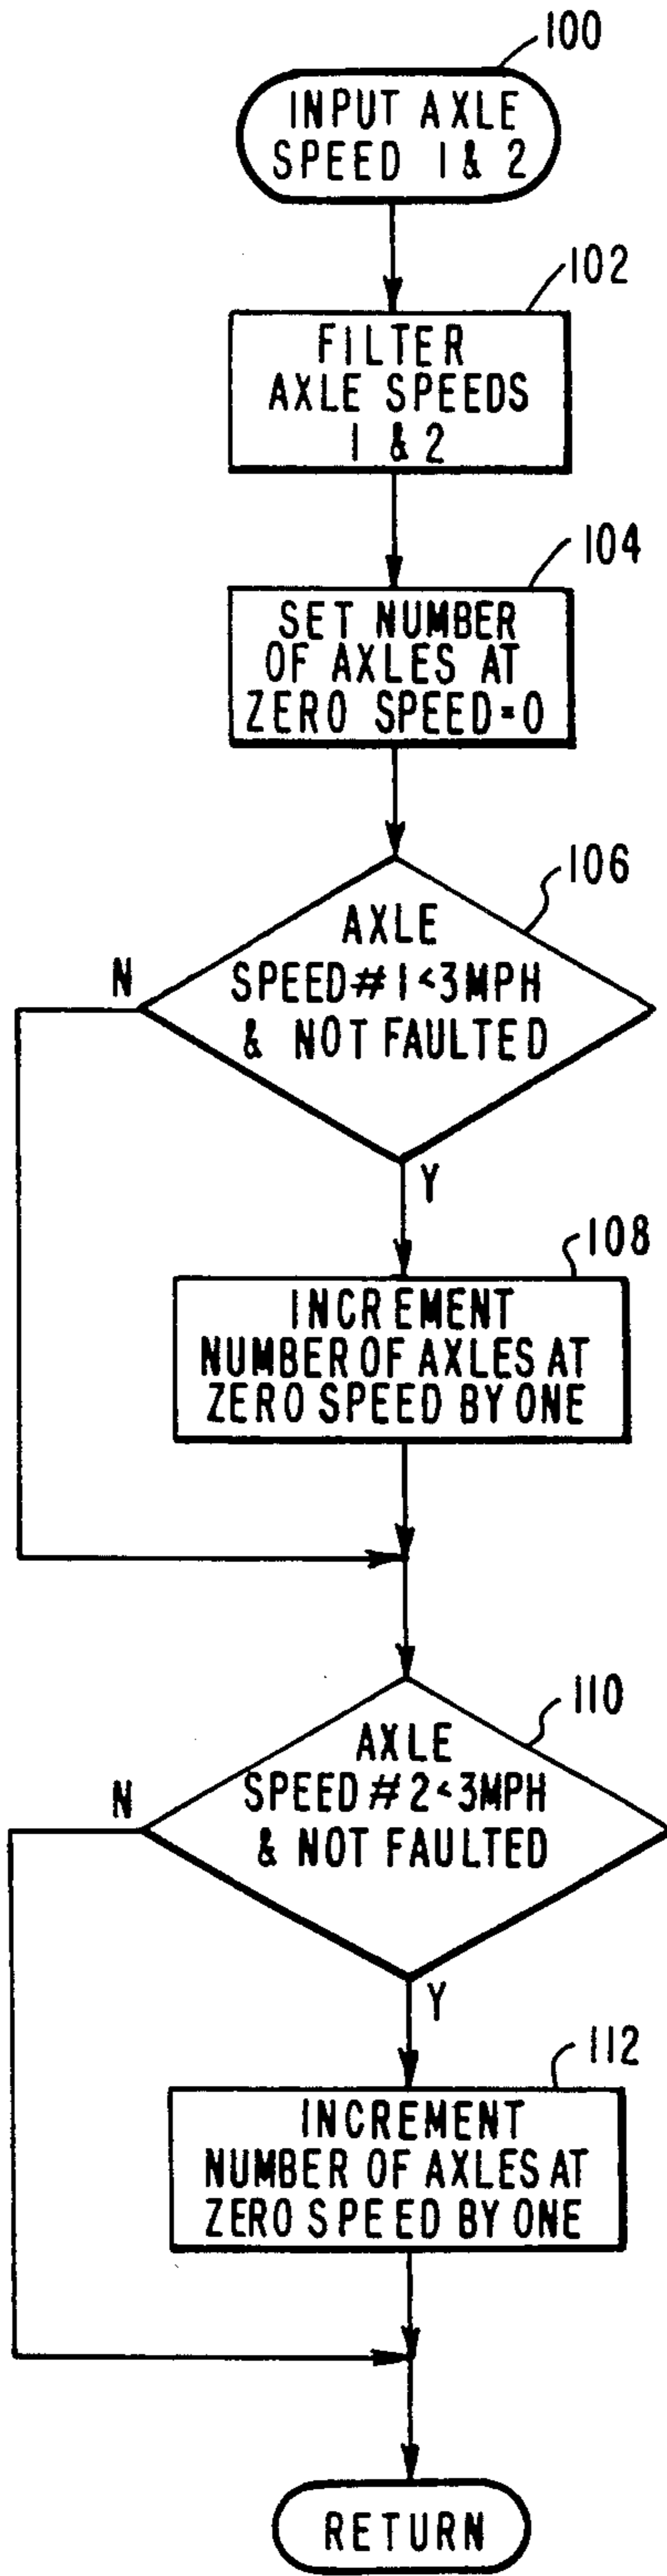 100
INPUT AXLE
SPEED 1 & 2
102
FILTER
AXLE SPEEDS
1 & 2
104
SET NUMBER
OF AXLES AT
ZERO SPEED=0
106
AXLE
SPEED # 1<3MPH
& NOT FAULTED
N
Y
108
INCREMENT
NUMBER OF AXLES AT
ZERO SPEED BY ONE
110
AXLE
SPEED # 2<3MPH
& NOT FAULTED
N
Y
112
INCREMENT
NUMBER OF AXLES AT
ZERO SPEED BY ONE
RETURN